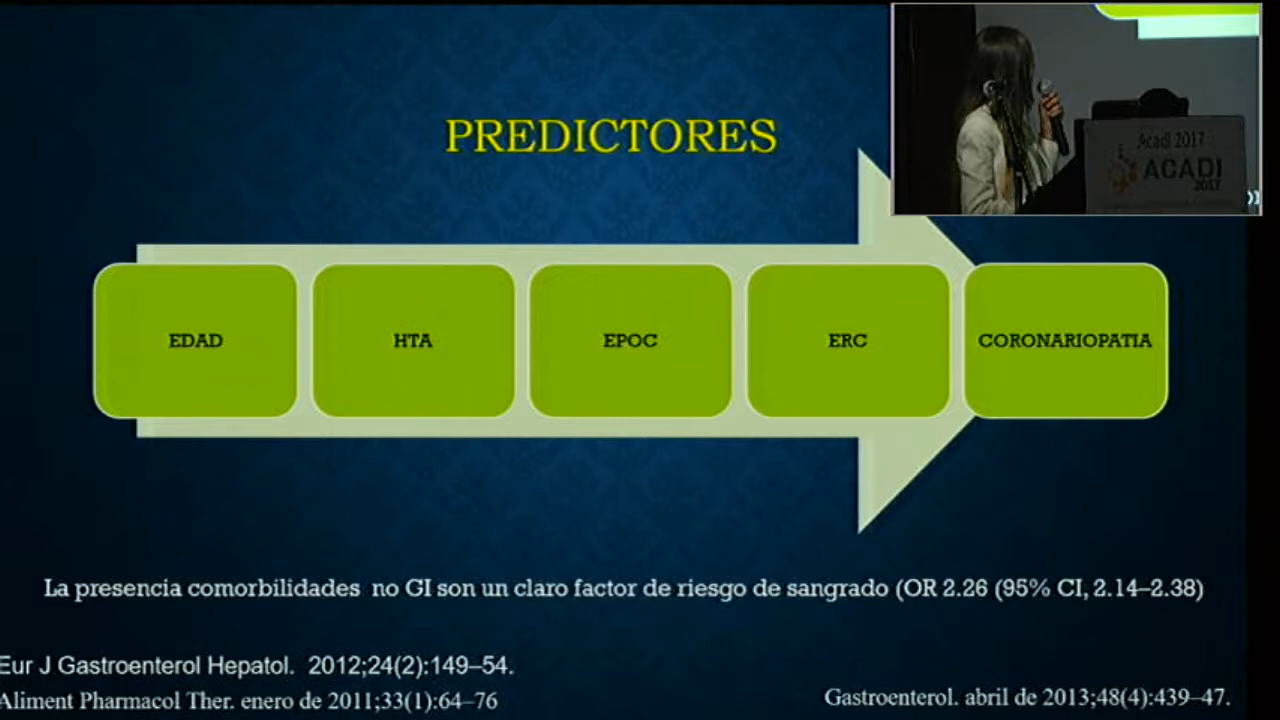 PREDICTORES
Acadi 2017
ACADI
2017
EDAD
HTA
EPOC
ERC
CORONARIOPATIA
La presencia comorbilidades no GI son un claro factor de riesgo de sangrado (OR 2.26 (95% CI, 2.14–2.38)
Eur J Gastroenterol Hepatol. 2012;24(2):149–54.
Aliment Pharmacol Ther. enero de 2011;33(1):64–76
Gastroenterol. abril de 2013;48(4):439–47.